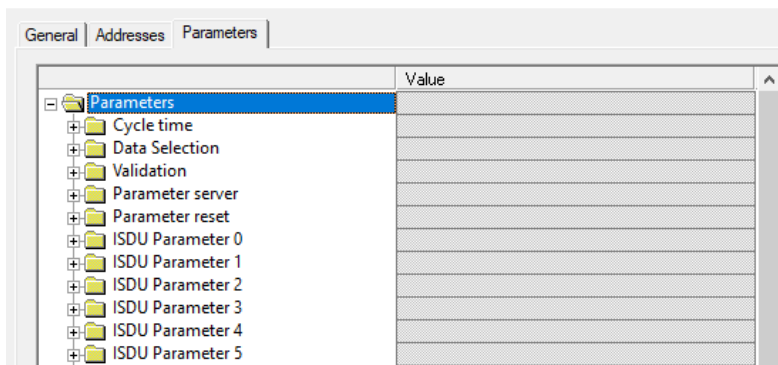 General Addresses Parameters
Value
Parameters
Cycle time
Data Selection
Validation
Parameter server
Parameter reset
ISDU Parameter 0
ISDU Parameter 1
ISDU Parameter 2
ISDU Parameter 3
ISDU Parameter 4
ISDU Parameter 5